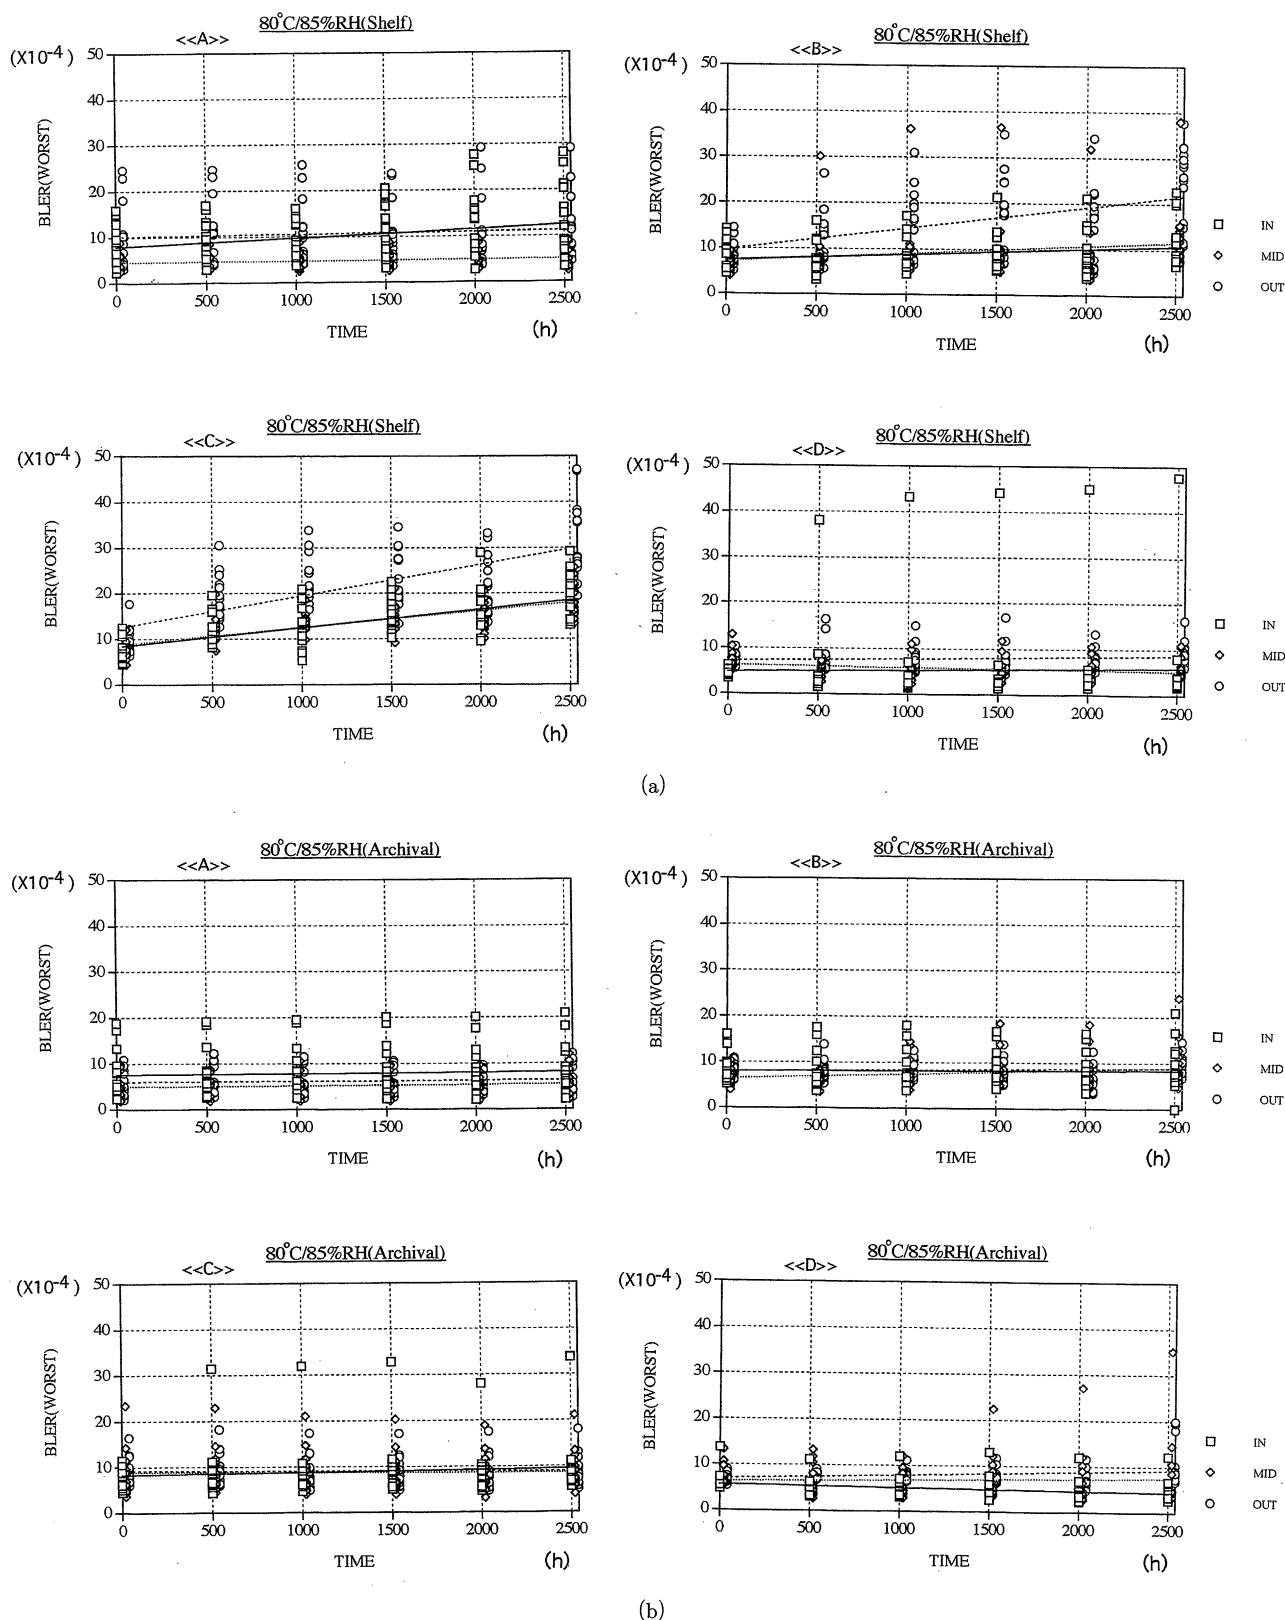 80°C/85%RH(Shelf)
<<A>>
(X10-4)
50
40
30
20
10
0
BLER(WORST)
0 500 1000 1500 2000 2500
TIME (h)
80°C/85%RH(Shelf)
<<B>>
(X10-4)
50
40
30
20
10
0
BLER(WORST)
0 500 1000 1500 2000 2500
TIME (h)
IN
MID
OUT
80°C/85%RH(Shelf)
<<C>>
(X10-4)
50
40
30
20
10
0
BLER(WORST)
0 500 1000 1500 2000 2500
TIME (h)
80°C/85%RH(Shelf)
<<D>>
(X10-4)
50
40
30
20
10
0
BLER(WORST)
0 500 1000 1500 2000 2500
TIME (h)
IN
MID
OUT
(a)
80°C/85%RH(Archival)
<<A>>
(X10-4)
50
40
30
20
10
0
BLER(WORST)
0 500 1000 1500 2000 2500
TIME (h)
80°C/85%RH(Archival)
<<B>>
(X10-4)
50
40
30
20
10
0
BLER(WORST)
0 500 1000 1500 2000 2500
TIME (h)
IN
MID
OUT
80°C/85%RH(Archival)
<<C>>
(X10-4)
50
40
30
20
10
0
BLER(WORST)
0 500 1000 1500 2000 2500
TIME (h)
80°C/85%RH(Archival)
<<D>>
(X10-4)
50
40
30
20
10
0
BLER(WORST)
0 500 1000 1500 2000 2500
TIME (h)
IN
MID
OUT
(b)